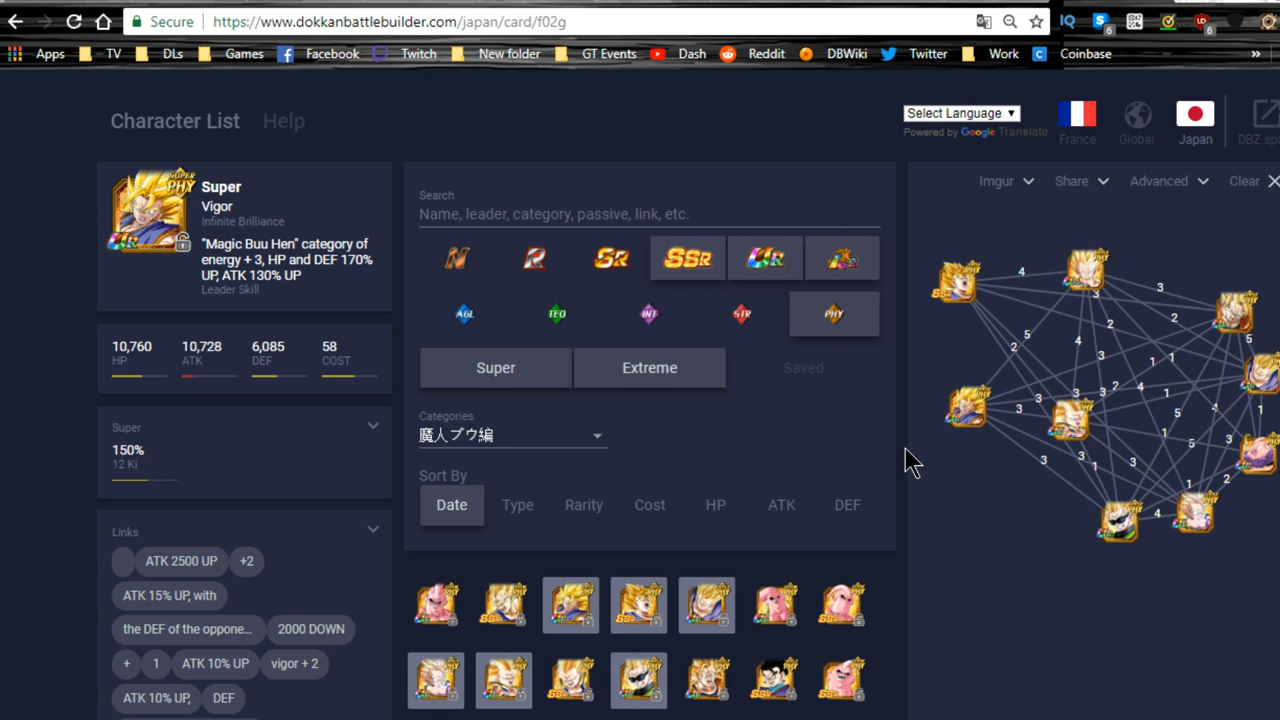 Secure | https://www.dokkanbattlebuilder.com/japan/card/f02g
Apps TV DLs Games Facebook Twitch New folder GT Events Dash Reddit DBWiki Twitter Work Coinbase »
Character List Help
Select Language ▼
Powered by Google Translate
France Global Japan
Super
Vigor
Infinite Brilliance
"Magic Buu Hen" category of
energy + 3, HP and DEF 170%
UP, ATK 130% UP
Leader Skill
10,760 10,728 6,085 58
HP ATK DEF COST
Super
150%
12 Ki
Links
ATK 2500 UP +2
ATK 15% UP, with
the DEF of the oppone... 2000 DOWN
+ 1 ATK 10% UP vigor + 2
ATK 10% UP, DEF
Search
Name, leader, category, passive, link, etc.
N R SR SSR UR LR
AGL TEQ INT STR PHY
Super Extreme Saved
Categories
魔人ブウ編
Sort By
Date Type Rarity Cost HP ATK DEF
Imgur Share Advanced Clear